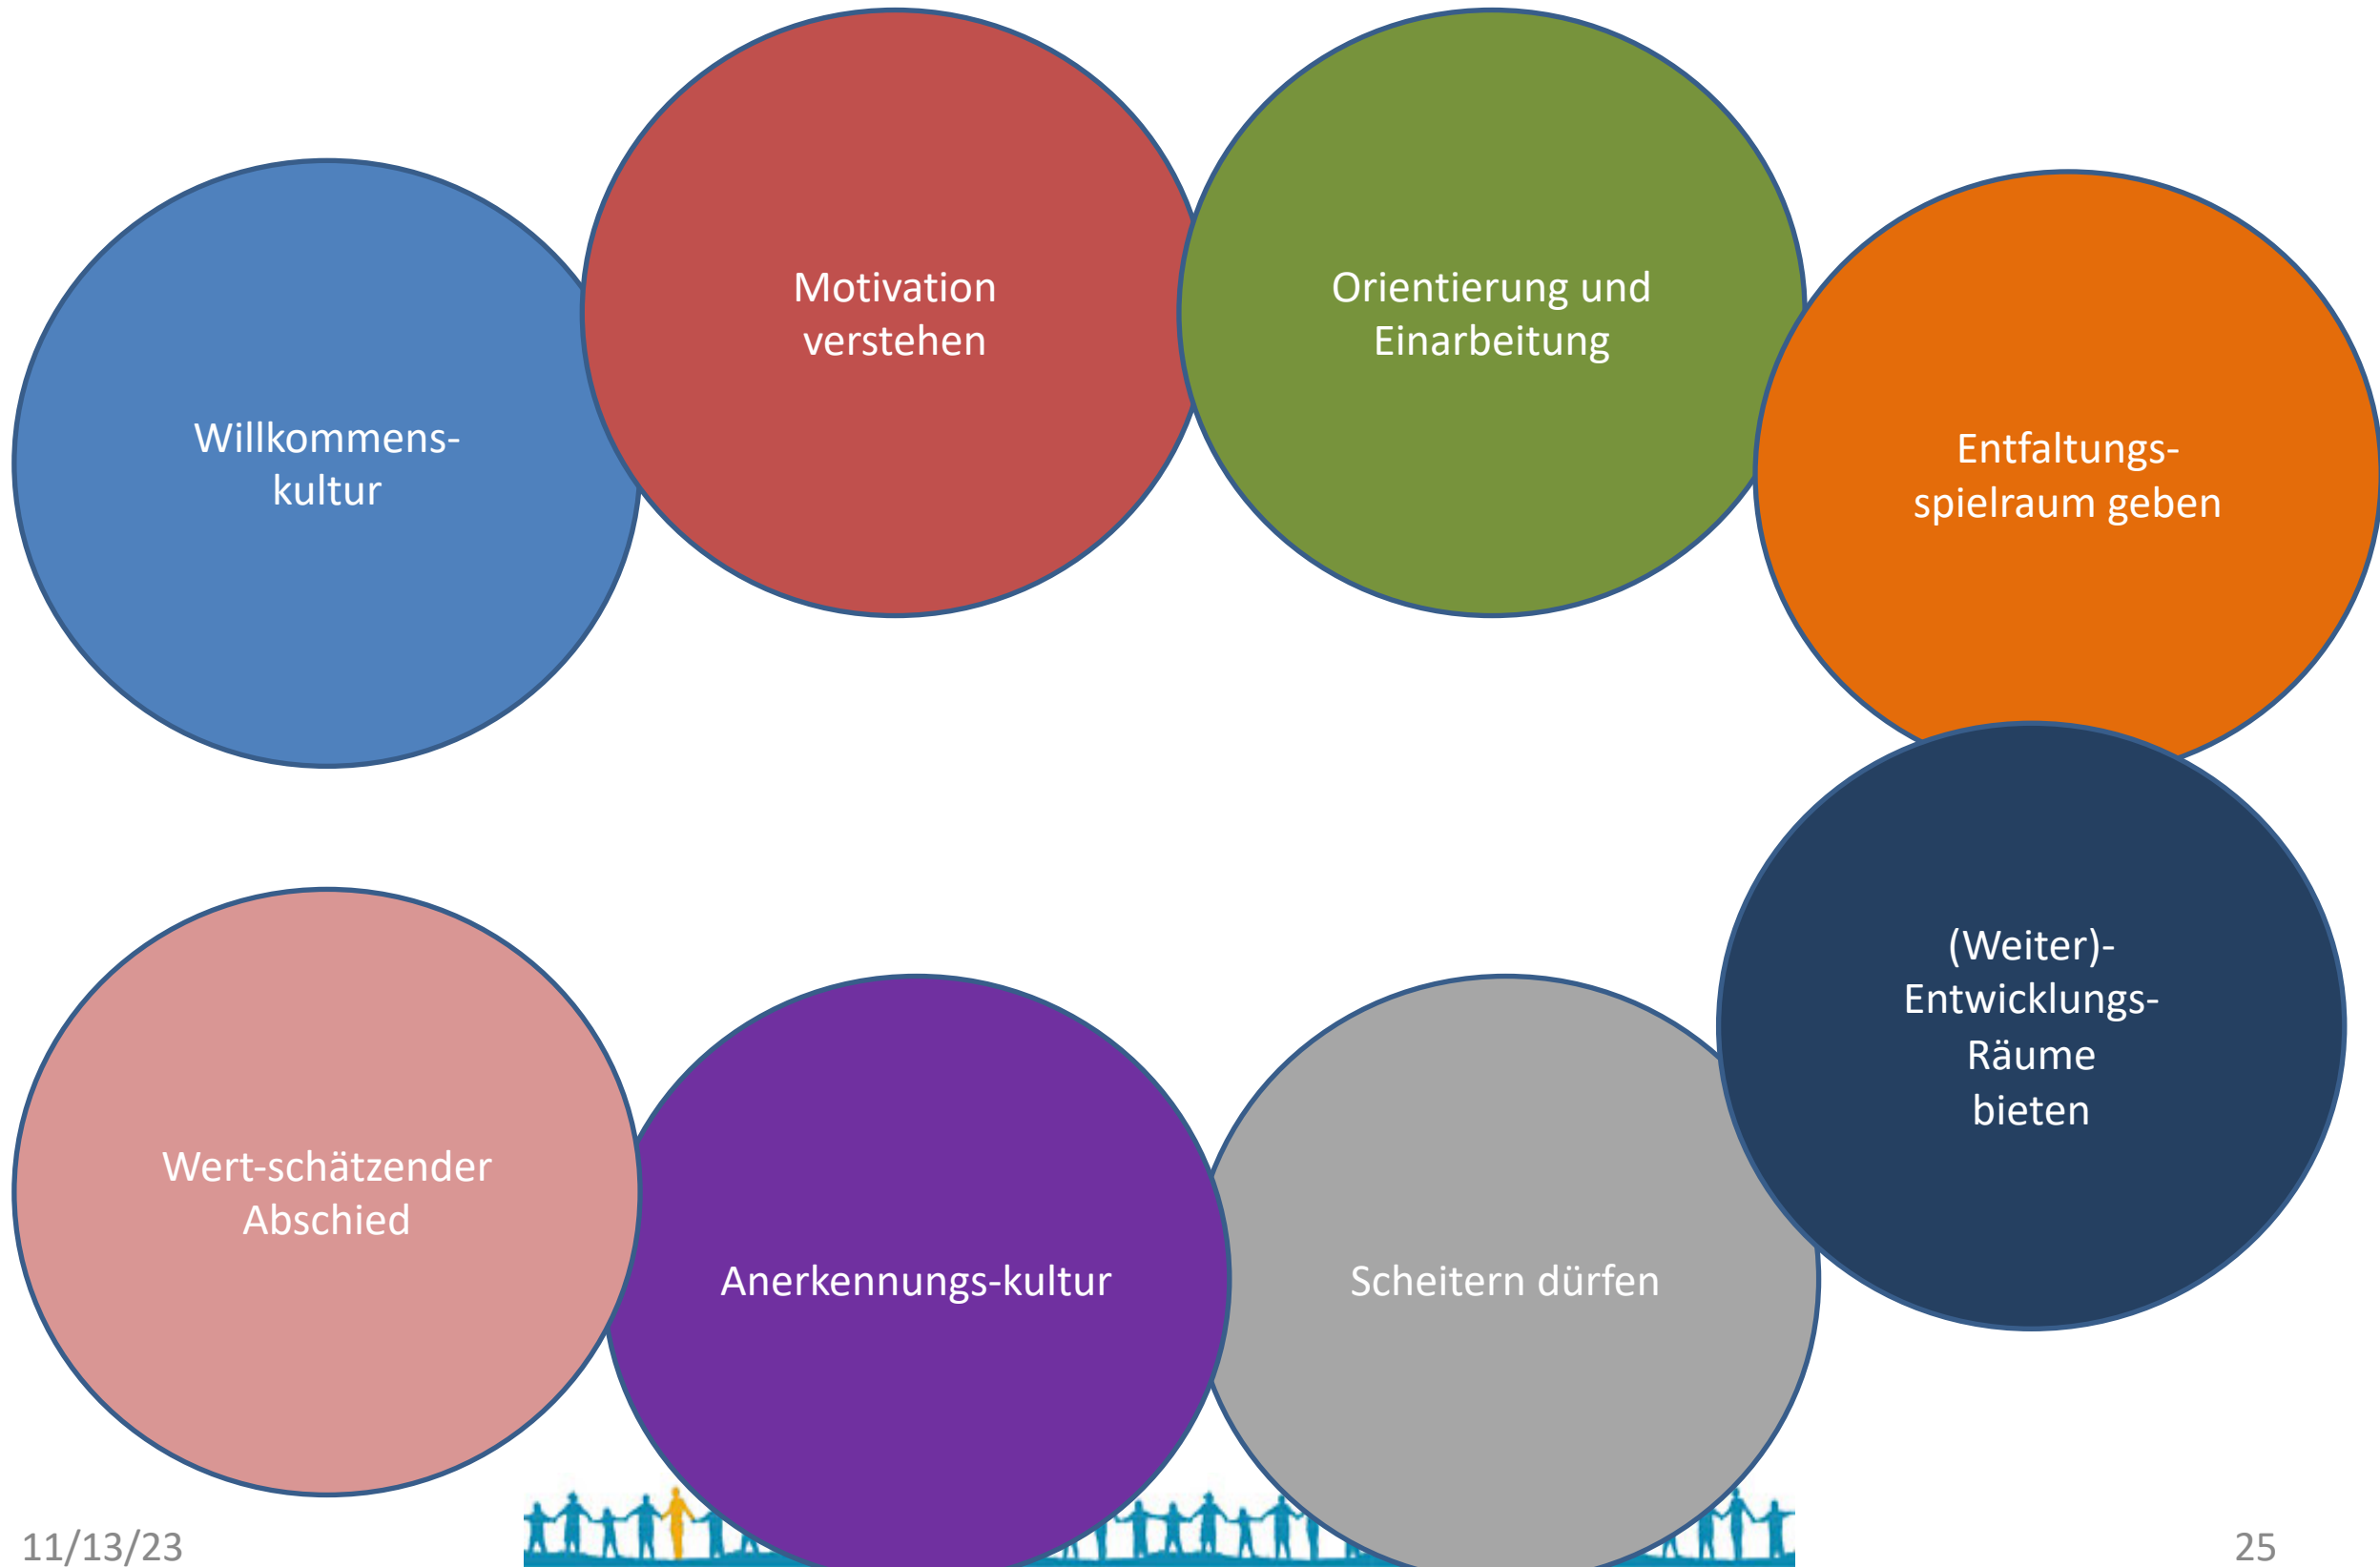 Willkommens-
kultur
Motivation
verstehen
Orientierung und
Einarbeitung
Entfaltungs-
spielraum geben
(Weiter)-
Entwicklungs-
Räume
bieten
Scheitern dürfen
Anerkennungs-kultur
Wert-schätzender
Abschied
11/13/23
25